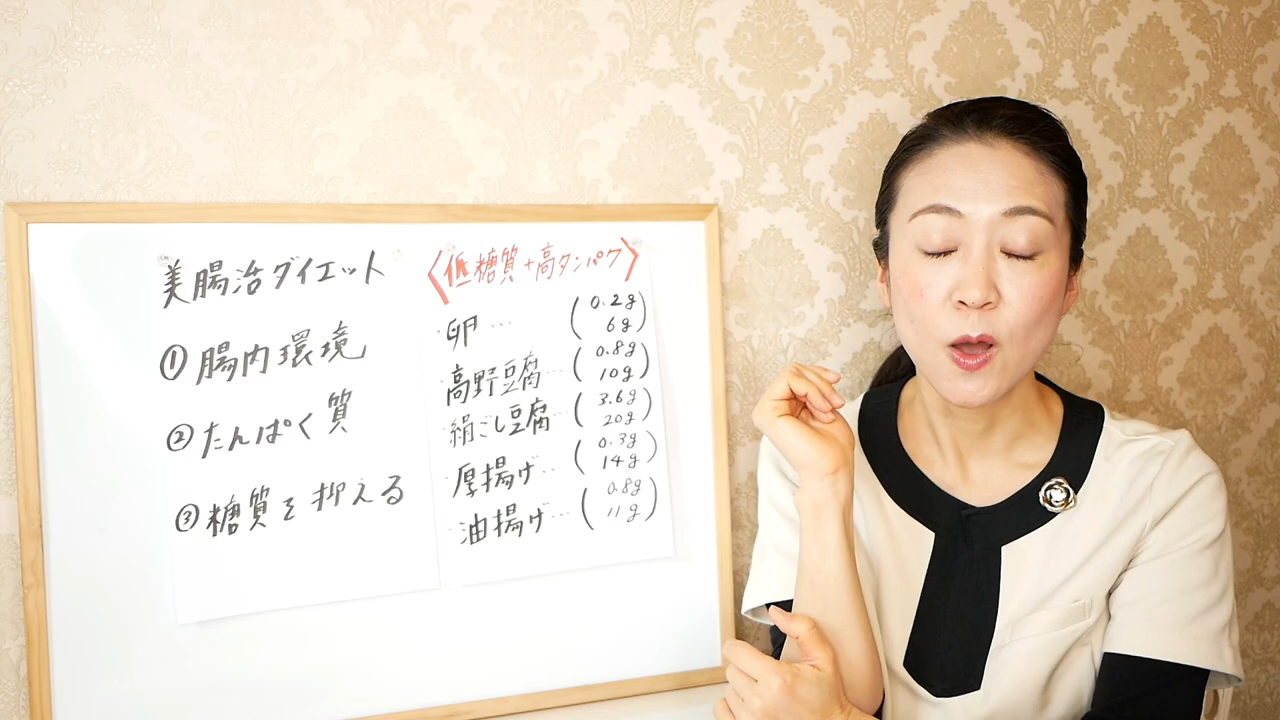 美腸治ダイエット
① 腸内環境
② たんぱく質
③ 糖質を抑える
〈低糖質+高タンパク〉
・卵… (0.2g 6g)
・高野豆腐… (0.8g 10g)
・絹ごし豆腐… (3.6g 20g)
・厚揚げ… (0.3g 14g)
・油揚げ… (0.8g 11g)